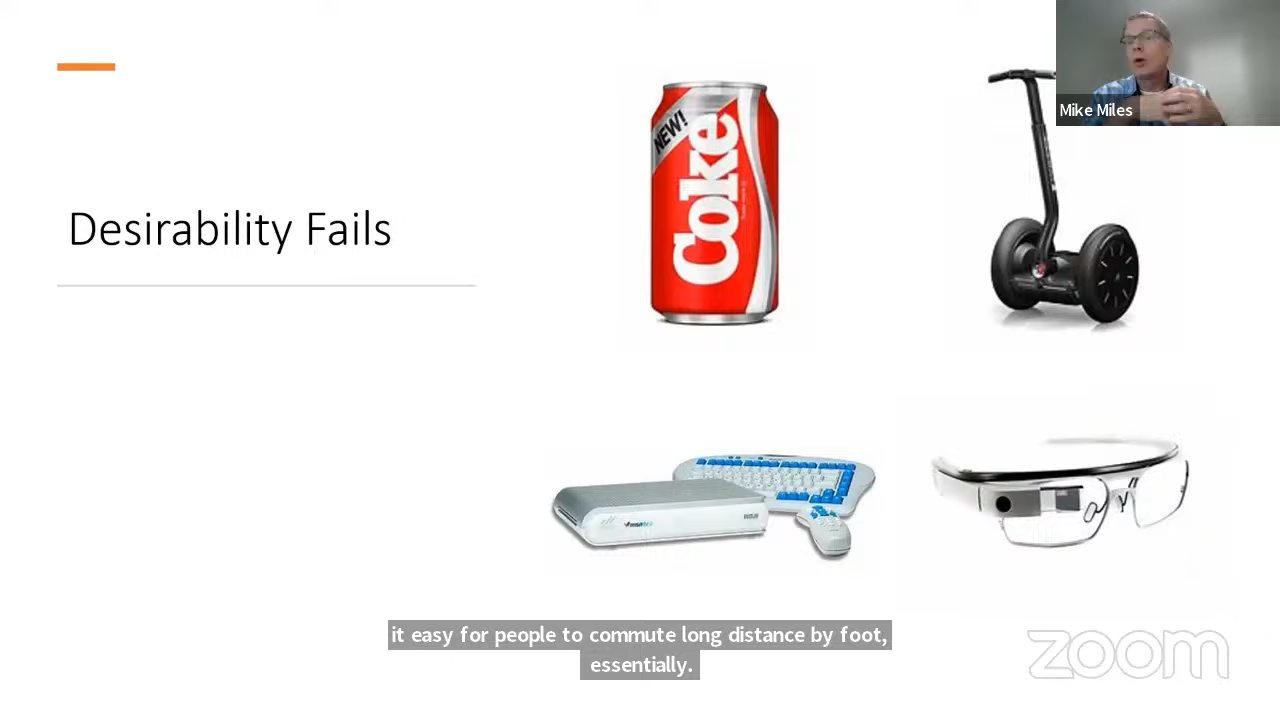 Mike Miles
NEW!
Coke
Desirability Fails
it easy for people to commute long distance by foot,
essentially.
zoom